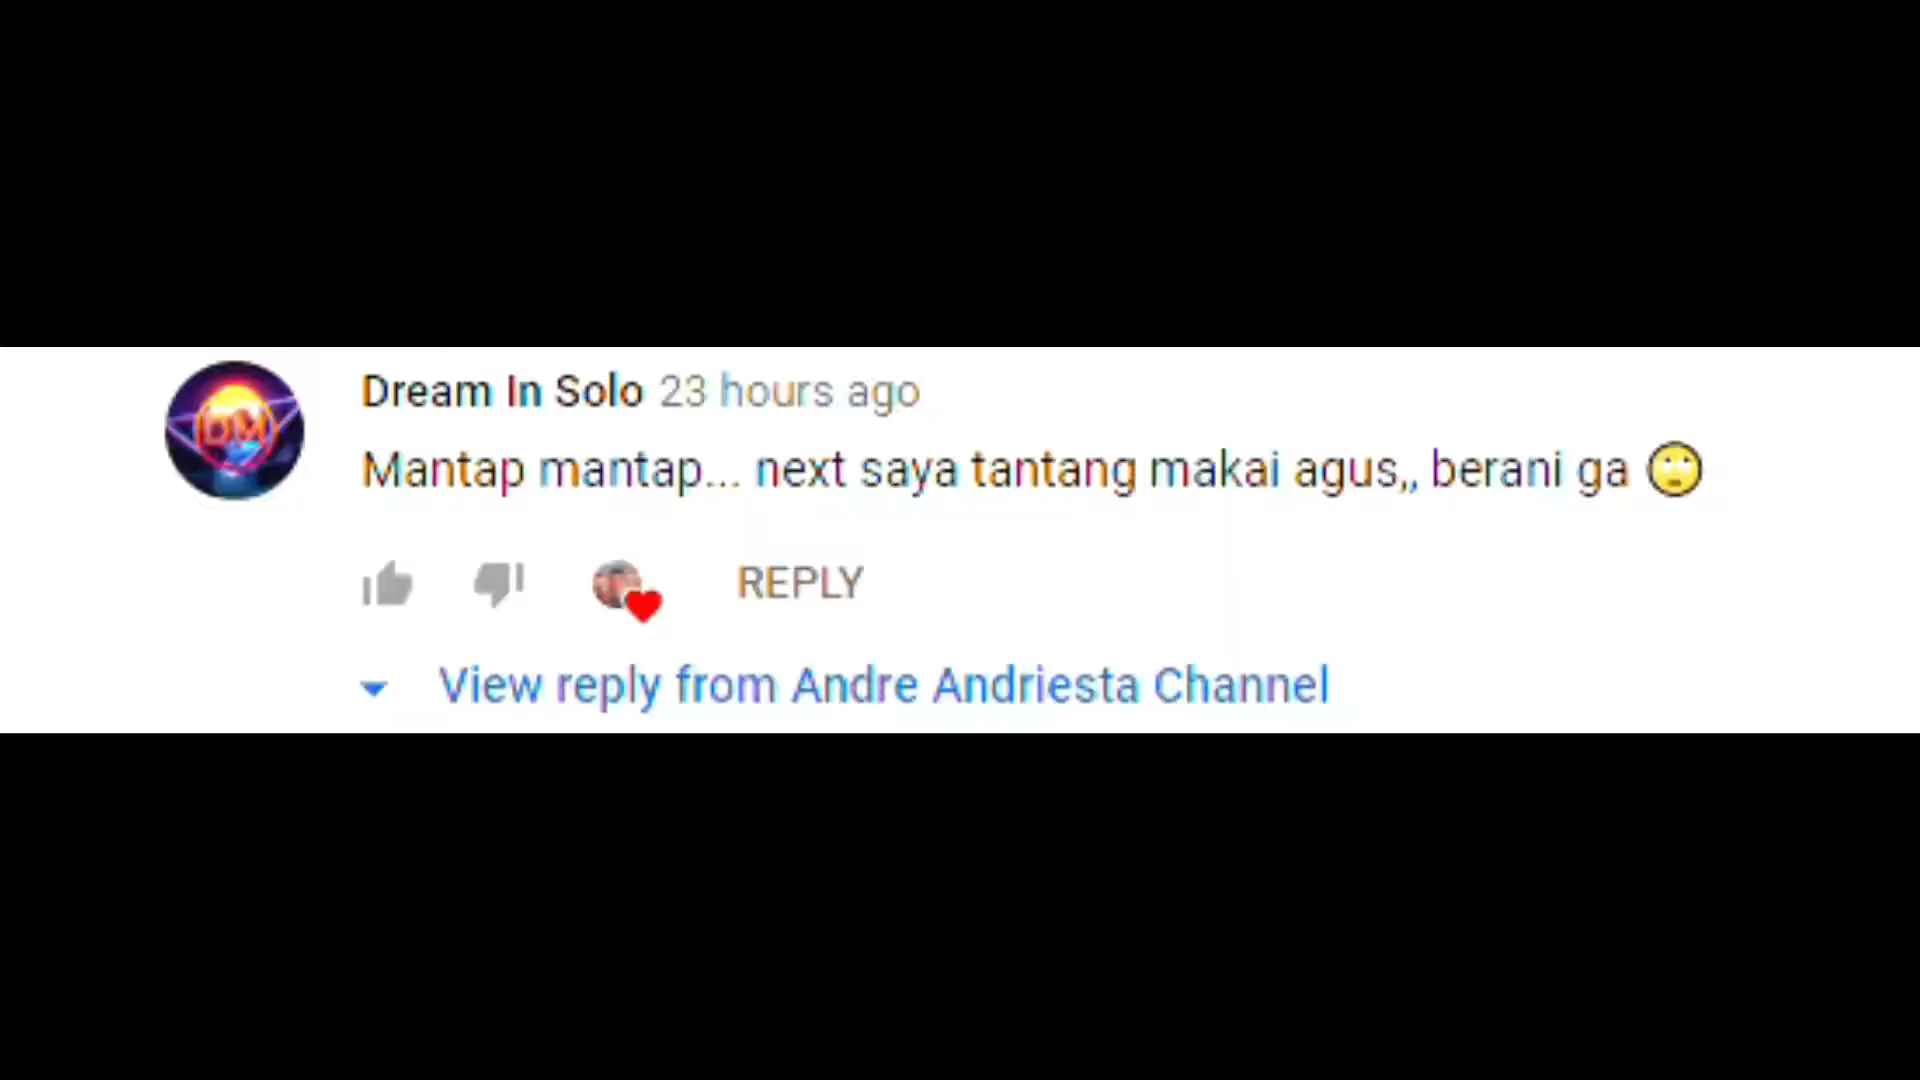 Dream In Solo 23 hours ago
Mantap mantap... next saya tantang makai agus,, berani ga 🙄
REPLY
View reply from Andre Andriesta Channel
DM